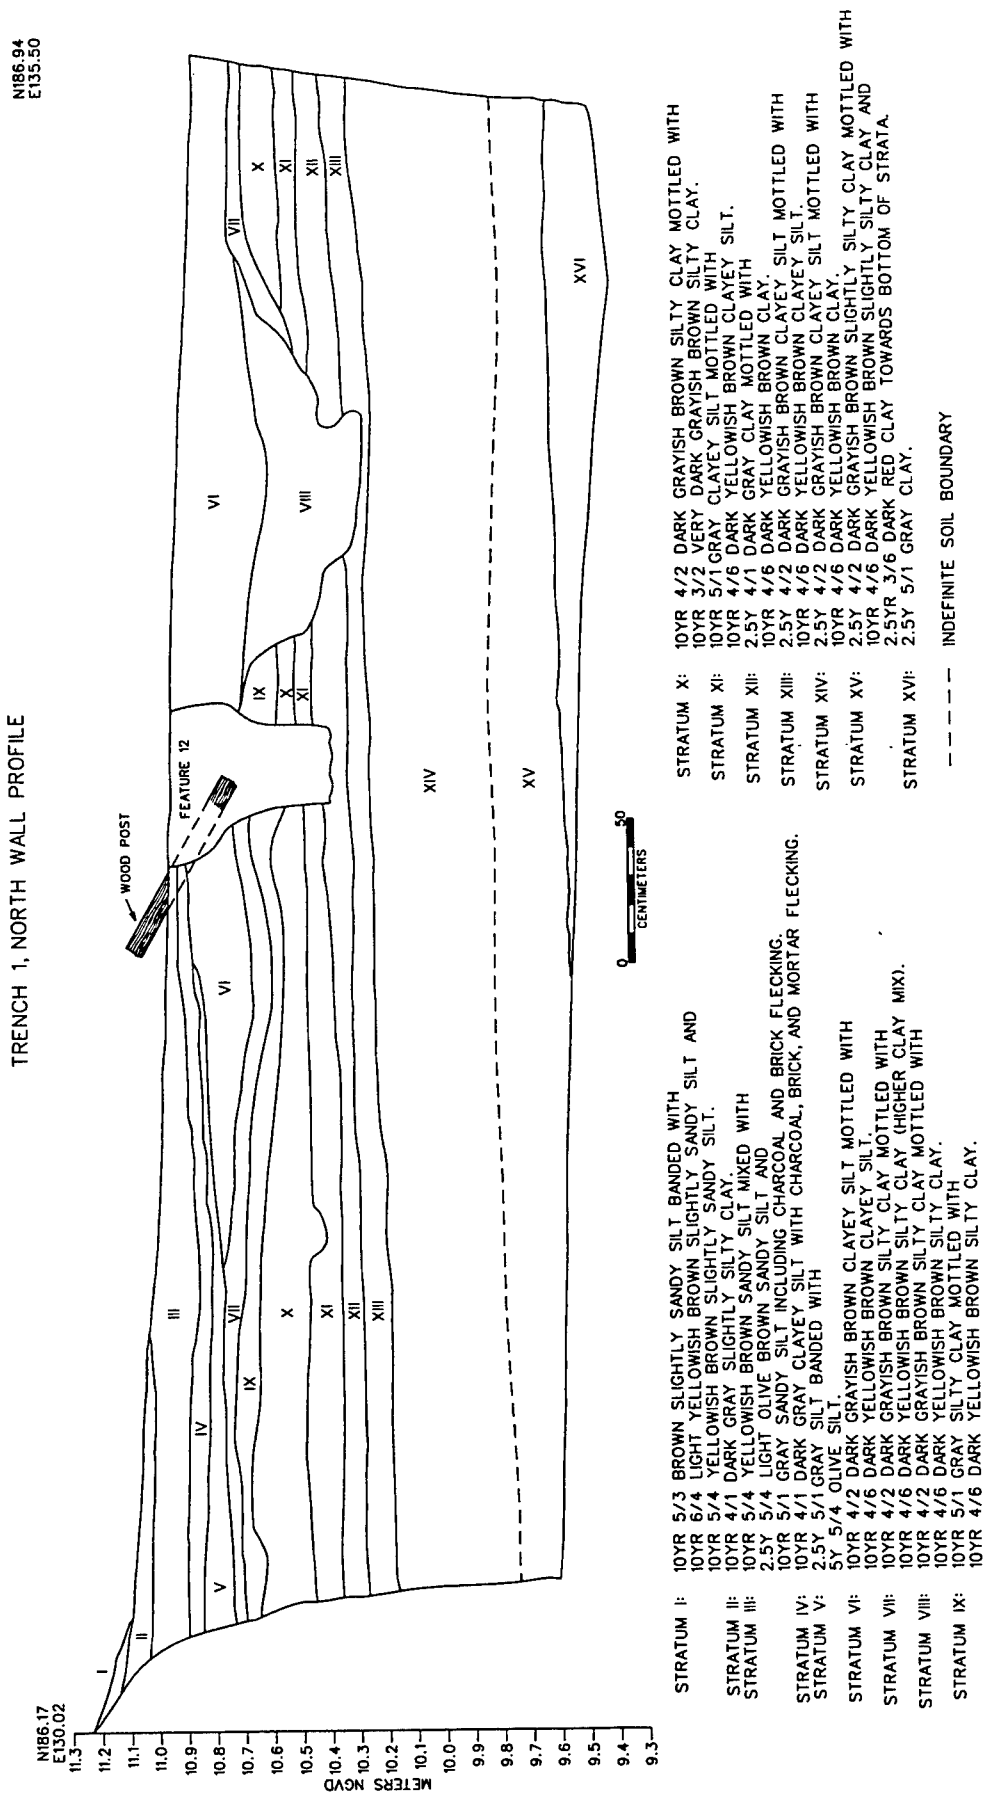 TRENCH 1, NORTH WALL PROFILE
N186.17
E130.02
N186.94
E135.50
11.3
11.2
11.1
11.0
10.9
10.8
10.7
10.6
10.5
10.4
10.3
10.2
10.1
10.0
9.9
9.8
9.7
9.6
9.5
9.4
9.3
METERS NGVD
WOOD POST
FEATURE 12
I
II
III
IV
V
VI
VII
IX
X
XI
XII
XIII
IX
X
XI
VI
VIII
VII
X
XI
XII
XIII
XIV
XV
XVI
0 50
CENTIMETERS
STRATUM I: 10YR 5/3 BROWN SLIGHTLY SANDY SILT BANDED WITH
10YR 6/4 LIGHT YELLOWISH BROWN SLIGHTLY SANDY SILT AND
10YR 5/4 YELLOWISH BROWN SLIGHTLY SANDY SILT.
STRATUM II: 10YR 4/1 DARK GRAY SLIGHTLY SILTY CLAY.
STRATUM III: 10YR 5/4 YELLOWISH BROWN SANDY SILT MIXED WITH
2.5Y 5/4 LIGHT OLIVE BROWN SANDY SILT AND
10YR 5/1 GRAY SANDY SILT INCLUDING CHARCOAL AND BRICK FLECKING.
STRATUM IV: 10YR 4/1 DARK GRAY CLAYEY SILT WITH CHARCOAL, BRICK, AND MORTAR FLECKING.
STRATUM V: 2.5Y 5/1 GRAY SILT BANDED WITH
5Y 5/4 OLIVE SILT.
STRATUM VI: 10YR 4/2 DARK GRAYISH BROWN CLAYEY SILT MOTTLED WITH
10YR 4/6 DARK YELLOWISH BROWN CLAYEY SILT.
STRATUM VII: 10YR 4/2 DARK GRAYISH BROWN SILTY CLAY MOTTLED WITH
10YR 4/6 DARK YELLOWISH BROWN SILTY CLAY (HIGHER CLAY MIX).
STRATUM VIII: 10YR 4/2 DARK GRAYISH BROWN SILTY CLAY MOTTLED WITH
10YR 4/6 DARK YELLOWISH BROWN SILTY CLAY.
STRATUM IX: 10YR 5/1 GRAY SILTY CLAY MOTTLED WITH
10YR 4/6 DARK YELLOWISH BROWN SILTY CLAY.
STRATUM X: 10YR 4/2 DARK GRAYISH BROWN SILTY CLAY MOTTLED WITH
10YR 3/2 VERY DARK GRAYISH BROWN SILTY CLAY.
STRATUM XI: 10YR 5/1 GRAY CLAYEY SILT MOTTLED WITH
10YR 4/6 DARK YELLOWISH BROWN CLAYEY SILT.
STRATUM XII: 2.5Y 4/1 DARK GRAY CLAY MOTTLED WITH
10YR 4/6 DARK YELLOWISH BROWN CLAY.
STRATUM XIII: 2.5Y 4/2 DARK GRAYISH BROWN CLAYEY SILT MOTTLED WITH
10YR 4/6 DARK YELLOWISH BROWN CLAYEY SILT.
STRATUM XIV: 2.5Y 4/2 DARK GRAYISH BROWN CLAYEY SILT MOTTLED WITH
10YR 4/6 DARK YELLOWISH BROWN CLAY.
STRATUM XV: 2.5Y 4/2 DARK GRAYISH BROWN SLIGHTLY SILTY CLAY MOTTLED WITH
10YR 4/6 DARK YELLOWISH BROWN SLIGHTLY SILTY CLAY AND
2.5YR 3/6 DARK RED CLAY TOWARDS BOTTOM OF STRATA.
STRATUM XVI: 2.5Y 5/1 GRAY CLAY.
---- INDEFINITE SOIL BOUNDARY